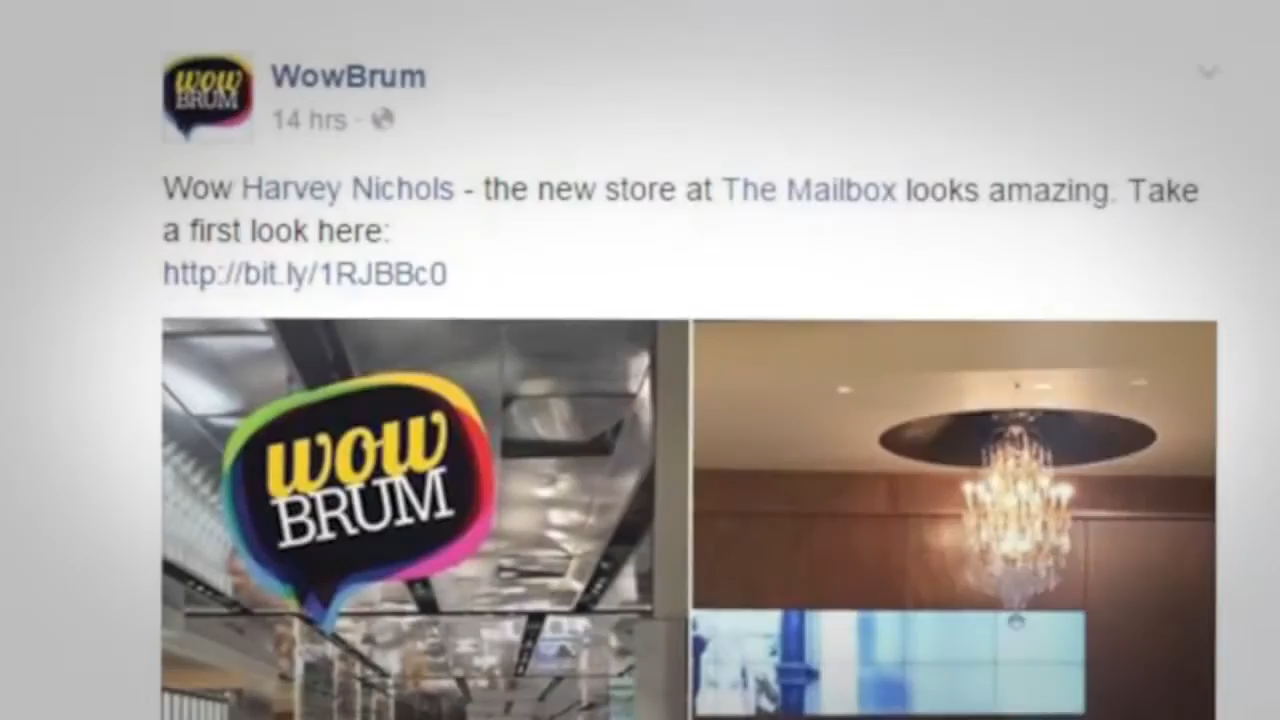 wow
BRUM
WowBrum
14 hrs ·
Wow Harvey Nichols - the new store at The Mailbox looks amazing. Take
a first look here:
http://bit.ly/1RJBBc0
wow
BRUM